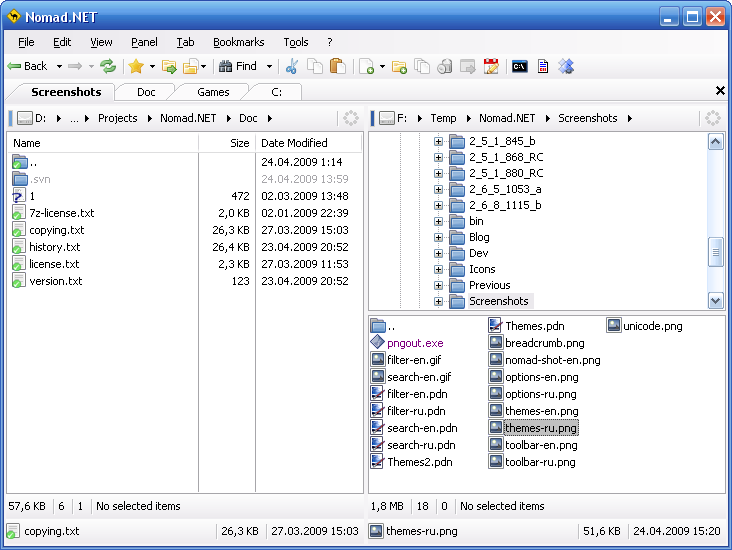 Nomad.NET
File Edit View Panel Tab Bookmarks Tools ?
Back Find C:\
Screenshots Doc Games C:
D: ... Projects Nomad.NET Doc
Name Size Date Modified
.. 24.04.2009 1:14
.svn 24.04.2009 13:59
1 472 02.03.2009 13:48
7z-license.txt 2,0 KB 02.01.2009 22:39
copying.txt 26,3 KB 27.03.2009 15:03
history.txt 26,4 KB 23.04.2009 20:52
license.txt 2,3 KB 27.03.2009 11:53
version.txt 123 23.04.2009 20:52
57,6 KB 6 1 No selected items
copying.txt 26,3 KB 27.03.2009 15:03
F: Temp Nomad.NET Screenshots
2_5_1_845_b
2_5_1_868_RC
2_5_1_880_RC
2_6_5_1053_a
2_6_8_1115_b
bin
Blog
Dev
Icons
Previous
Screenshots
..
pngout.exe
filter-en.gif
search-en.gif
filter-en.pdn
filter-ru.pdn
search-en.pdn
search-ru.pdn
Themes2.pdn
Themes.pdn
breadcrumb.png
nomad-shot-en.png
options-en.png
options-ru.png
themes-en.png
themes-ru.png
toolbar-en.png
toolbar-ru.png
unicode.png
1,8 MB 18 0 No selected items
themes-ru.png 51,6 KB 24.04.2009 15:20